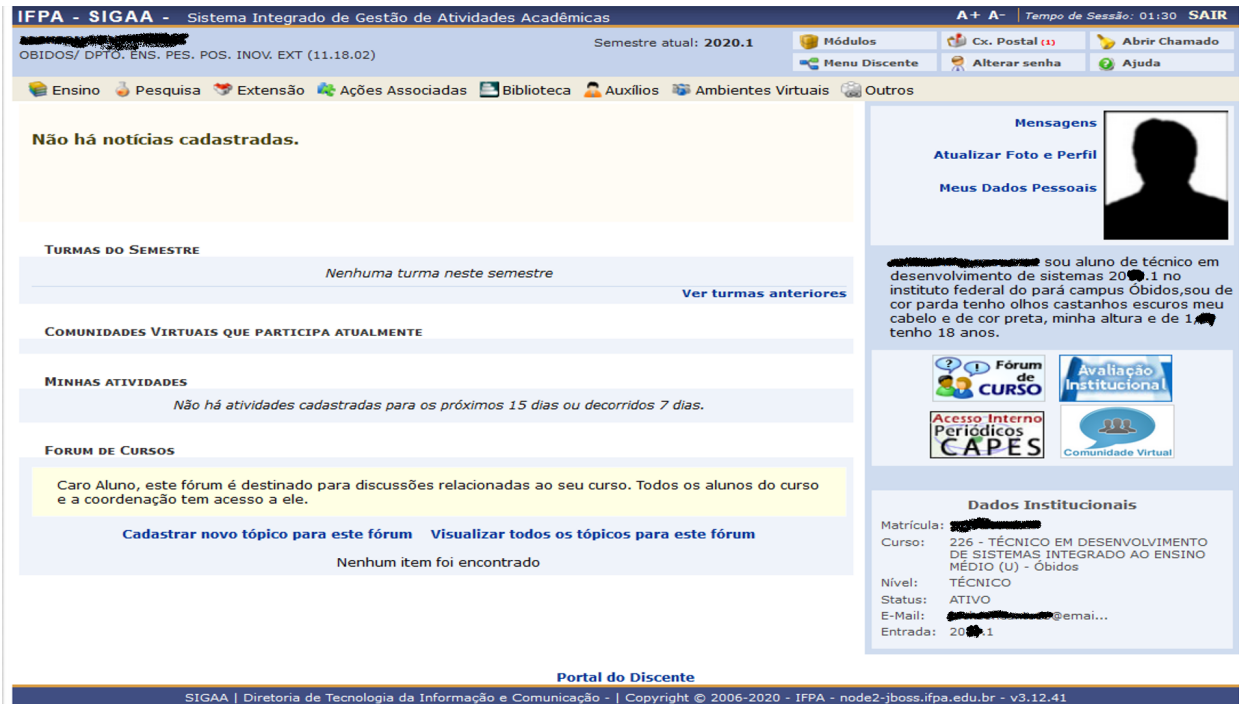 IFPA - SIGAA - Sistema Integrado de Gestão de Atividades Acadêmicas
A+ A- Tempo de Sessão: 01:30 SAIR
OBIDOS/ DPTO. ENS. PES. POS. INOV. EXT (11.18.02)
Semestre atual: 2020.1
Módulos
Cx. Postal (1)
Abrir Chamado
Menu Discente
Alterar senha
Ajuda
Ensino Pesquisa Extensão Ações Associadas Biblioteca Auxílios Ambientes Virtuais Outros
Não há notícias cadastradas.
TURMAS DO SEMESTRE
Nenhuma turma neste semestre
Ver turmas anteriores
COMUNIDADES VIRTUAIS QUE PARTICIPA ATUALMENTE
MINHAS ATIVIDADES
Não há atividades cadastradas para os próximos 15 dias ou decorridos 7 dias.
FORUM DE CURSOS
Caro Aluno, este fórum é destinado para discussões relacionadas ao seu curso. Todos os alunos do curso
e a coordenação tem acesso a ele.
Cadastrar novo tópico para este fórum Visualizar todos os tópicos para este fórum
Nenhum item foi encontrado
Mensagens
Atualizar Foto e Perfil
Meus Dados Pessoais
sou aluno de técnico em
desenvolvimento de sistemas 20 .1 no
instituto federal do pará campus Óbidos,sou de
cor parda tenho olhos castanhos escuros meu
cabelo e de cor preta, minha altura e de 1,
tenho 18 anos.
Fórum
de
CURSO
Avaliação
Institucional
Acesso Interno
Periódicos
CAPES
Comunidade Virtual
Dados Institucionais
Matrícula:
Curso: 226 - TÉCNICO EM DESENVOLVIMENTO
DE SISTEMAS INTEGRADO AO ENSINO
MÉDIO (U) - Óbidos
Nível: TÉCNICO
Status: ATIVO
E-Mail: @emai...
Entrada: 20 .1
Portal do Discente
SIGAA | Diretoria de Tecnologia da Informação e Comunicação - | Copyright © 2006-2020 - IFPA - node2-jboss.ifpa.edu.br - v3.12.41